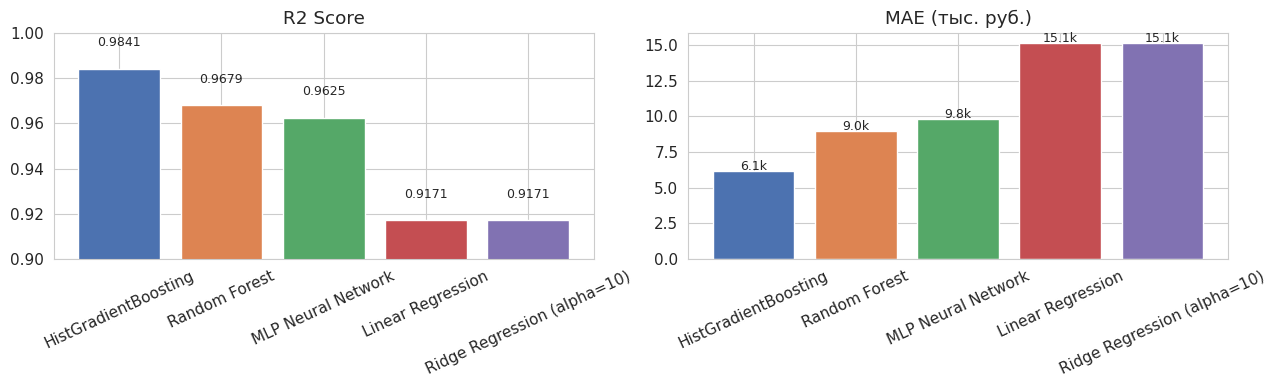 R2 Score
1.00
0.98
0.96
0.94
0.92
0.90
0.9841
0.9679
0.9625
0.9171
0.9171
HistGradientBoosting
Random Forest
MLP Neural Network
Linear Regression
Ridge Regression (alpha=10)
MAE (тыс. руб.)
15.0
12.5
10.0
7.5
5.0
2.5
0.0
6.1k
9.0k
9.8k
15.1k
15.1k
HistGradientBoosting
Random Forest
MLP Neural Network
Linear Regression
Ridge Regression (alpha=10)